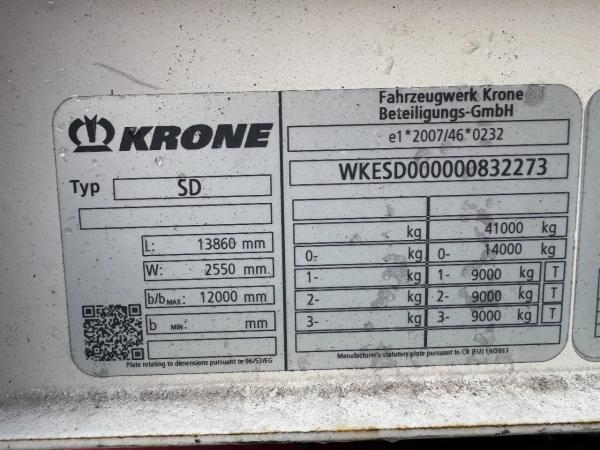 KRONE
Typ SD
L: 13860 mm
W: 2550 mm
b/bMAX: 12000 mm
b MIN: mm
Plate relating to dimensions pursuant to 96/53/EG
Fahrzeugwerk Krone
Beteiligungs-GmbH
e1*2007/46*0232
WKESD000000832273
kg 41000 kg
0- kg 0- 14000 kg
1- kg 1- 9000 kg T
2- kg 2- 9000 kg T
3- kg 3- 9000 kg T
Manufacturer's statutory plate pursuant to CR (EU) 19/2011